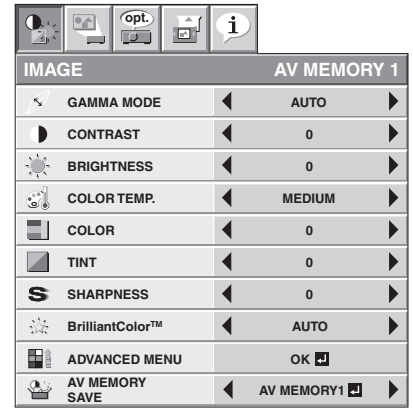 opt.
i
IMAGE AV MEMORY 1
GAMMA MODE AUTO
CONTRAST 0
BRIGHTNESS 0
COLOR TEMP. MEDIUM
COLOR 0
TINT 0
S SHARPNESS 0
BrilliantColor™ AUTO
ADVANCED MENU OK
AV MEMORY
SAVE AV MEMORY1